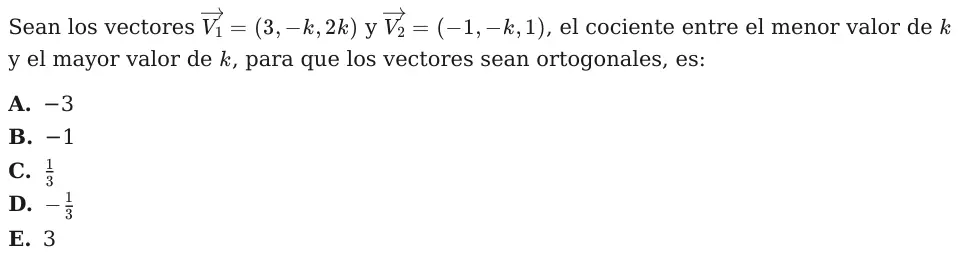 Sean los vectores $\overrightarrow{V_1} = (3, -k, 2k)$ y $\overrightarrow{V_2} = (-1, -k, 1)$, el cociente entre el menor valor de $k$
y el mayor valor de $k$, para que los vectores sean ortogonales, es:
A. $-3$
B. $-1$
C. $\frac{1}{3}$
D. $-\frac{1}{3}$
E. 3